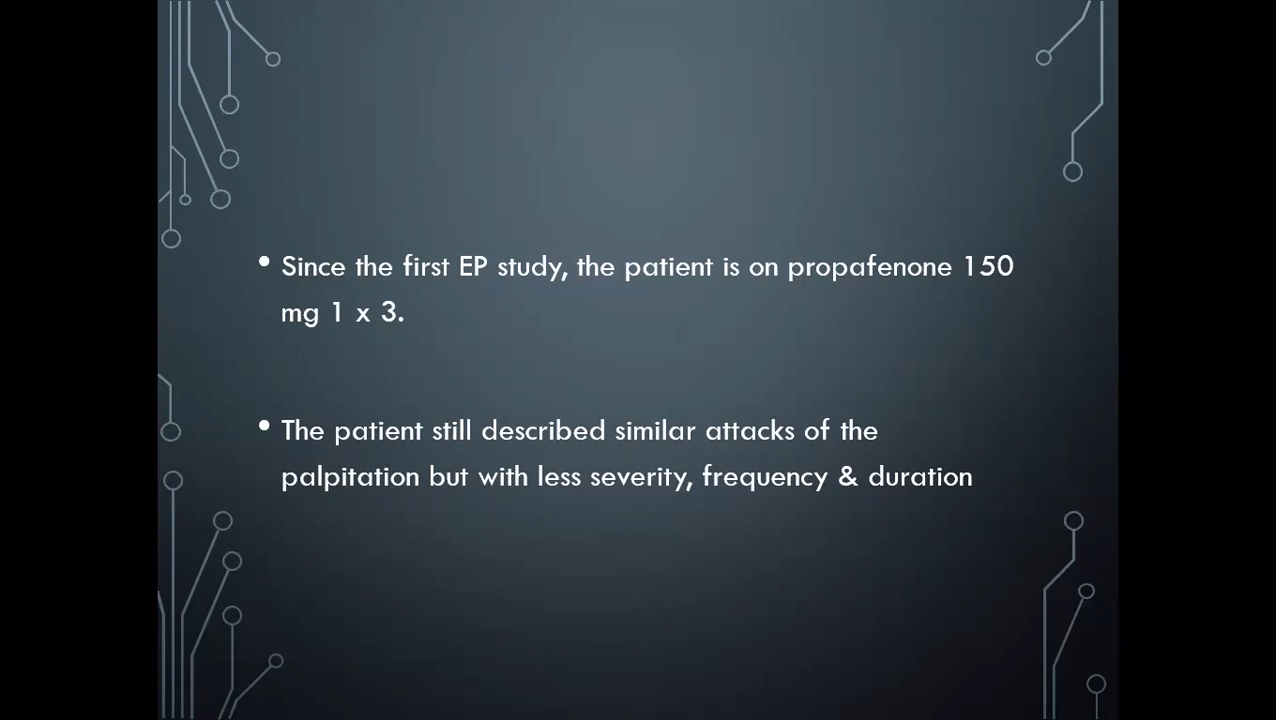 • Since the first EP study, the patient is on propafenone 150
mg 1 x 3.
• The patient still described similar attacks of the
palpitation but with less severity, frequency & duration